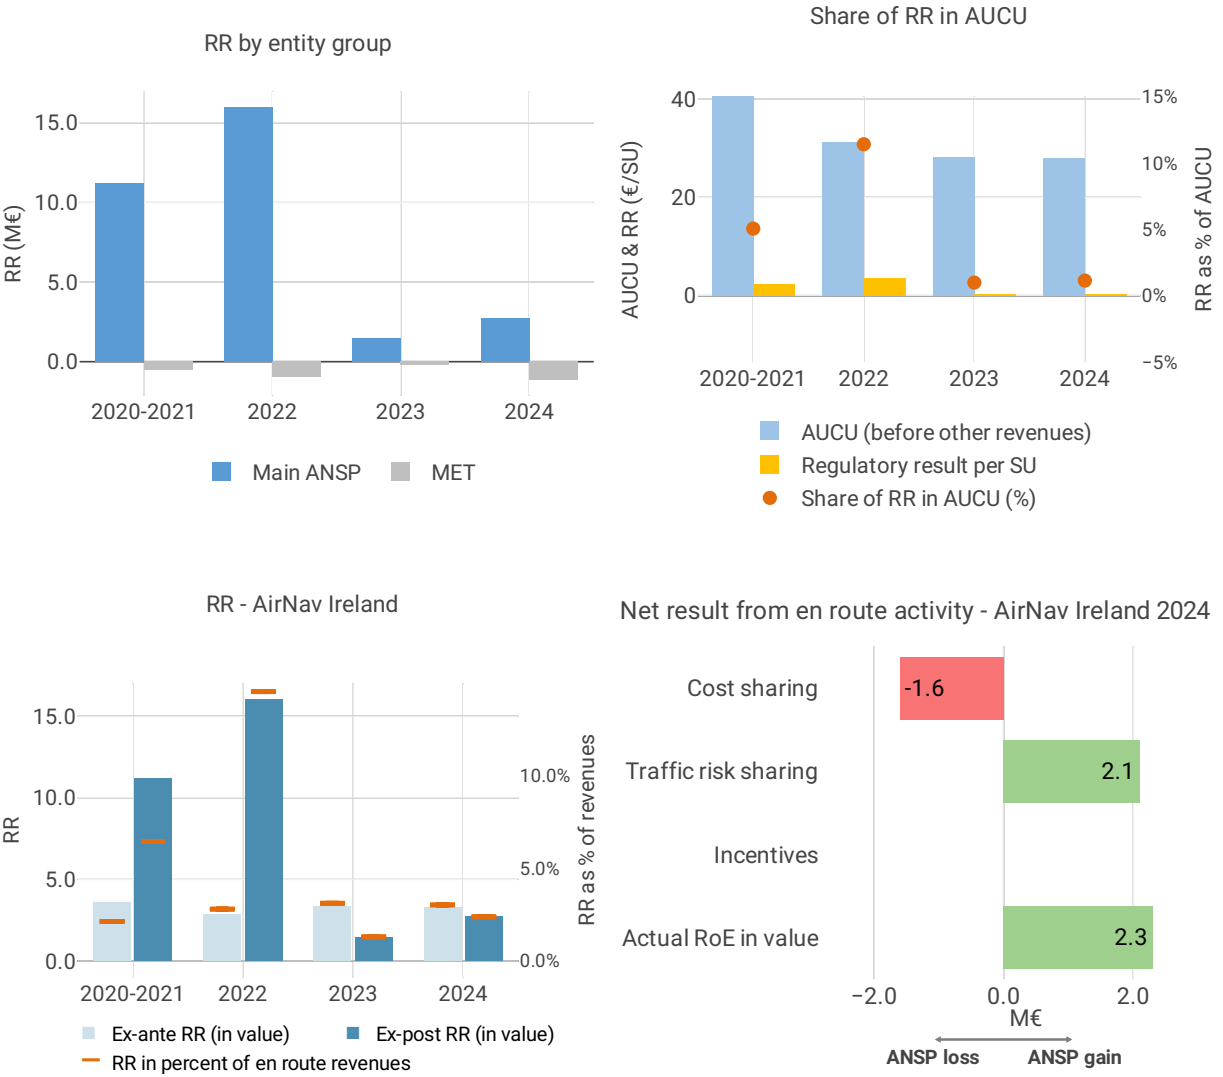 RR by entity group
RR (M€)
15.0
10.0
5.0
0.0
2020-2021 2022 2023 2024
Main ANSP MET
Share of RR in AUCU
AUCU & RR (€/SU)
40
20
0
15%
10%
5%
0%
−5%
RR as % of AUCU
2020-2021 2022 2023 2024
AUCU (before other revenues)
Regulatory result per SU
Share of RR in AUCU (%)
RR - AirNav Ireland
RR
15.0
10.0
5.0
0.0
10.0%
5.0%
0.0%
RR as % of revenues
2020-2021 2022 2023 2024
Ex-ante RR (in value) Ex-post RR (in value)
RR in percent of en route revenues
Net result from en route activity - AirNav Ireland 2024
Cost sharing -1.6
Traffic risk sharing 2.1
Incentives
Actual RoE in value 2.3
−2.0 0.0 2.0
M€
ANSP loss ANSP gain